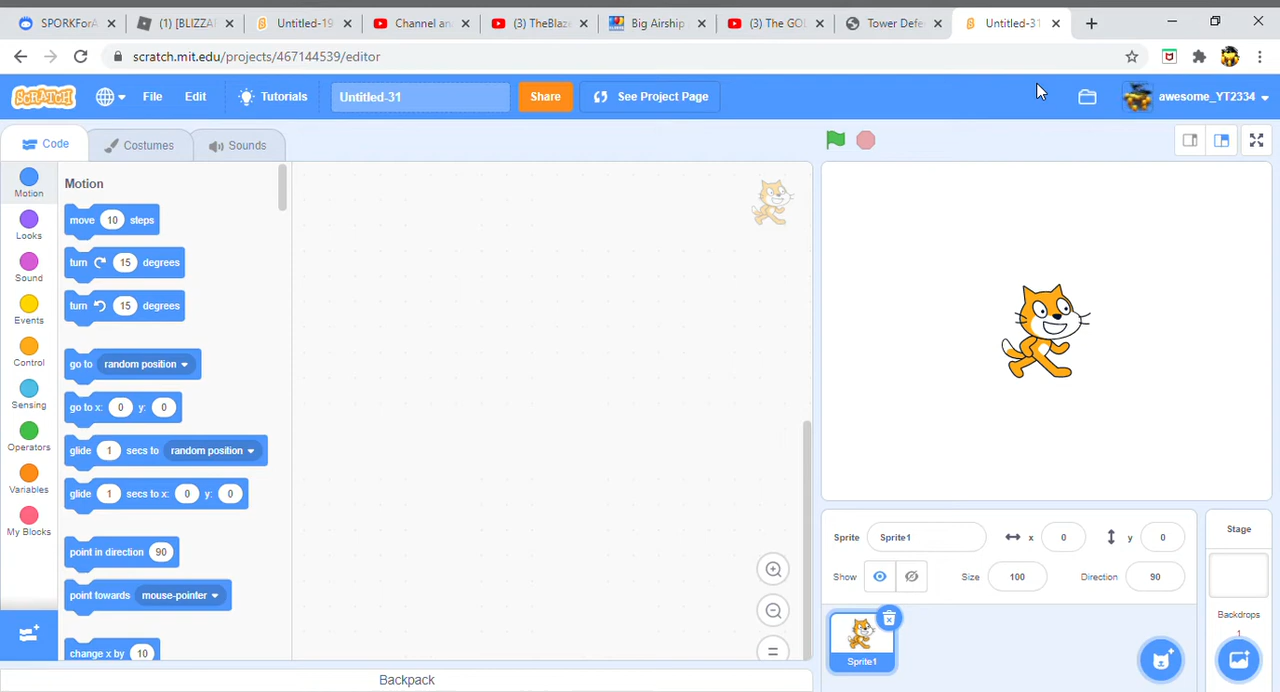 SPORKForA
(1) [BLIZZAI
Untitled-19
Channel an
(3) TheBlaze
Big Airship
(3) The GOL
Tower Defe
Untitled-31
scratch.mit.edu/projects/467144539/editor
SCRATCH
File
Edit
Tutorials
Untitled-31
Share
See Project Page
awesome_YT2334
Code
Costumes
Sounds
Motion
Looks
Sound
Events
Control
Sensing
Operators
Variables
My Blocks
Motion
move 10 steps
turn 15 degrees
turn 15 degrees
go to random position
go to x: 0 y: 0
glide 1 secs to random position
glide 1 secs to x: 0 y: 0
point in direction 90
point towards mouse-pointer
change x by 10
Backpack
Sprite Sprite1 x 0 y 0
Show Size 100 Direction 90
Sprite1
Stage
Backdrops
1